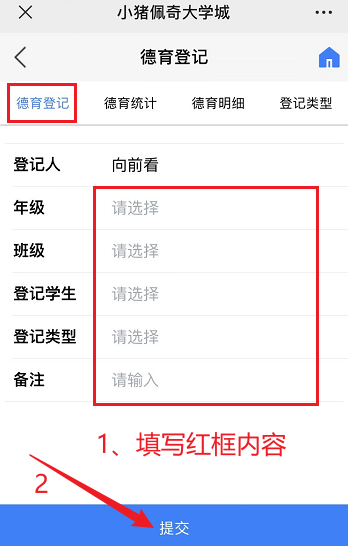 小猪佩奇大学城
德育登记
德育登记 德育统计 德育明细 登记类型
登记人 向前看
年级 请选择
班级 请选择
登记学生 请选择
登记类型 请选择
备注 请输入
1、填写红框内容
2
提交